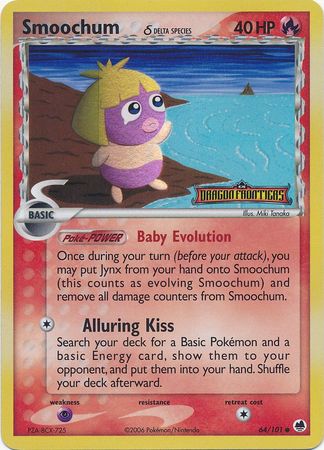 Smoochum δ DELTA SPECIES 40 HP
DRAGON FRONTIERS
Illus. Miki Tanaka
BASIC
Poké-POWER Baby Evolution
Once during your turn (before your attack), you
may put Jynx from your hand onto Smoochum
(this counts as evolving Smoochum) and
remove all damage counters from Smoochum.
Alluring Kiss
Search your deck for a Basic Pokémon and a
basic Energy card, show them to your
opponent, and put them into your hand. Shuffle
your deck afterward.
weakness resistance retreat cost
PZA-8CX-725 ©2006 Pokémon/Nintendo 64/101 ●